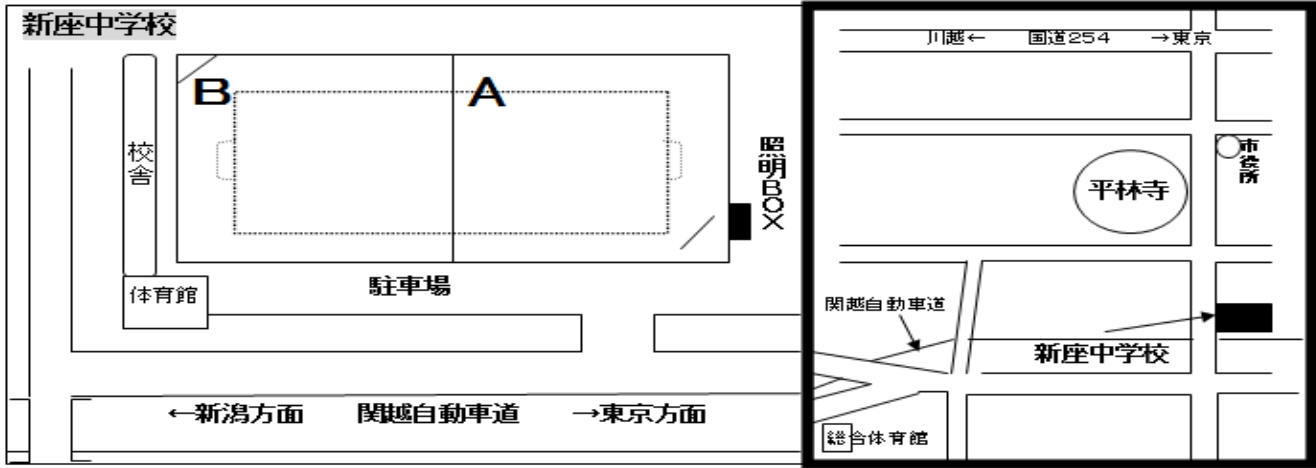 新座中学校
B
A
校舎
照明BOX
体育館
駐車場
←新潟方面 関越自動車道 →東京方面
川越← 国道254 →東京
市役所
平林寺
関越自動車道
新座中学校
総合体育館